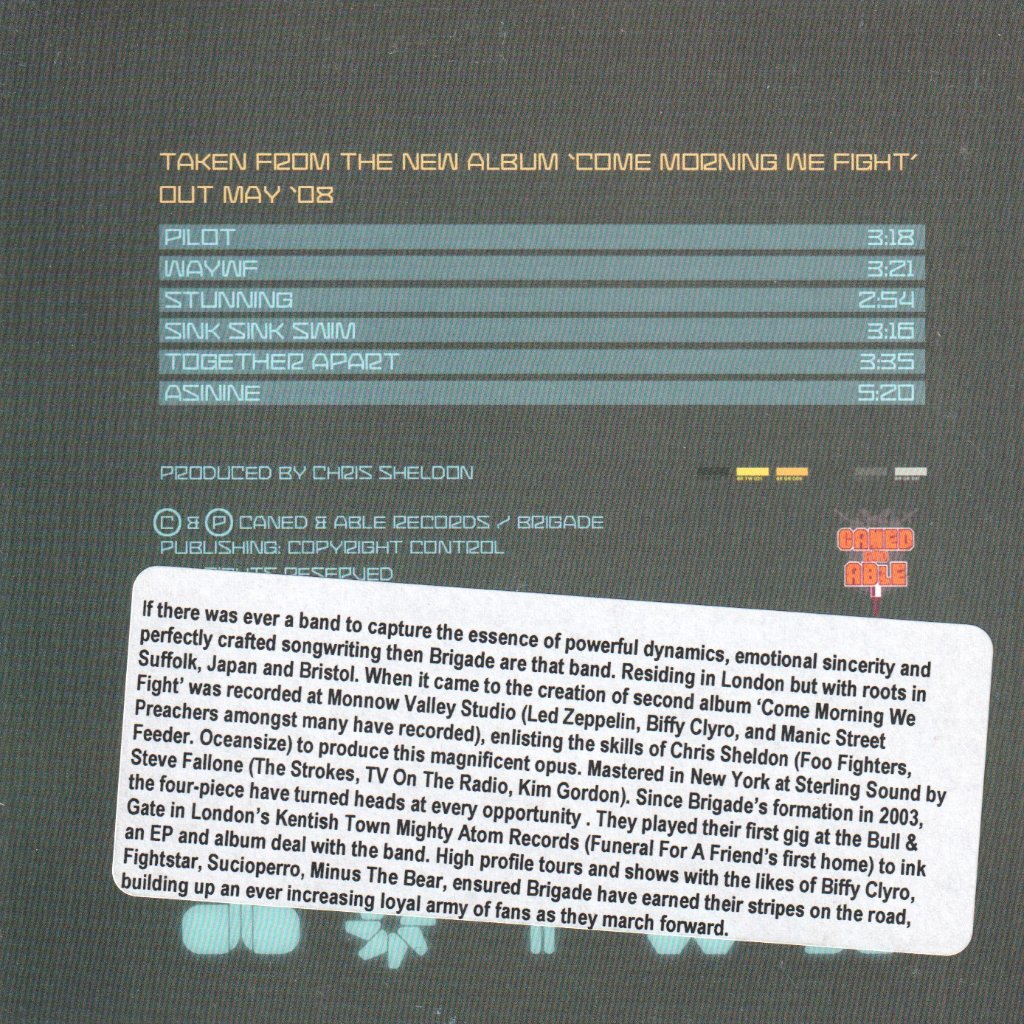 TAKEN FROM THE NEW ALBUM ‘COME MORNING WE FIGHT’
OUT MAY ‘08
PILOT 3:18
WAYWF 3:21
STUNNING 2:54
SINK SINK SWIM 3:16
TOGETHER APART 3:35
ASININE 5:20
PRODUCED BY CHRIS SHELDON
Ⓒ & Ⓟ CANED & ABLE RECORDS / BRIGADE
PUBLISHING: COPYRIGHT CONTROL
RESERVED
CANED
AND
ABLE
If there was ever a band to capture the essence of powerful dynamics, emotional sincerity and
perfectly crafted songwriting then Brigade are that band. Residing in London but with roots in
Suffolk, Japan and Bristol. When it came to the creation of second album ‘Come Morning We
Fight’ was recorded at Monnow Valley Studio (Led Zeppelin, Biffy Clyro, and Manic Street
Preachers amongst many have recorded), enlisting the skills of Chris Sheldon (Foo Fighters,
Feeder. Oceansize) to produce this magnificent opus. Mastered in New York at Sterling Sound by
Steve Fallone (The Strokes, TV On The Radio, Kim Gordon). Since Brigade’s formation in 2003,
the four-piece have turned heads at every opportunity . They played their first gig at the Bull &
Gate in London’s Kentish Town Mighty Atom Records (Funeral For A Friend’s first home) to ink
an EP and album deal with the band. High profile tours and shows with the likes of Biffy Clyro,
Fightstar, Sucioperro, Minus The Bear, ensured Brigade have earned their stripes on the road,
building up an ever increasing loyal army of fans as they march forward.